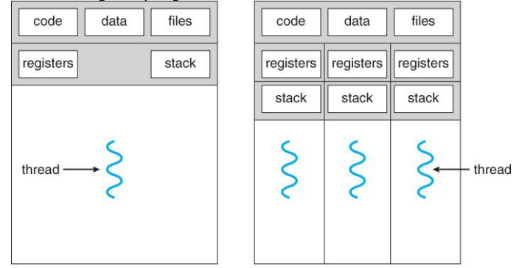 code data files code data files
registers stack registers registers registers
stack stack stack
thread thread